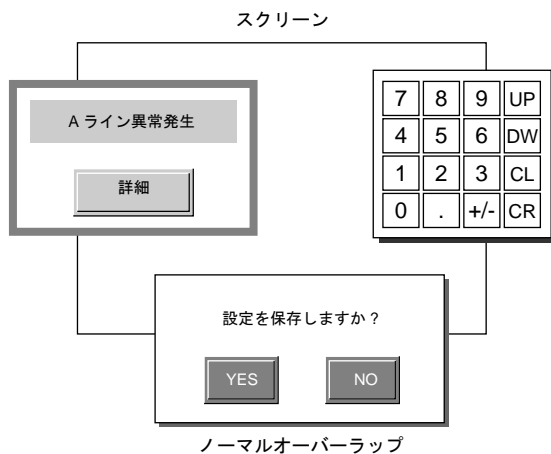 スクリーン
A ライン異常発生
詳細
7 8 9 UP
4 5 6 DW
1 2 3 CL
0 . +/- CR
設定を保存しますか?
YES NO
ノーマルオーバーラップ